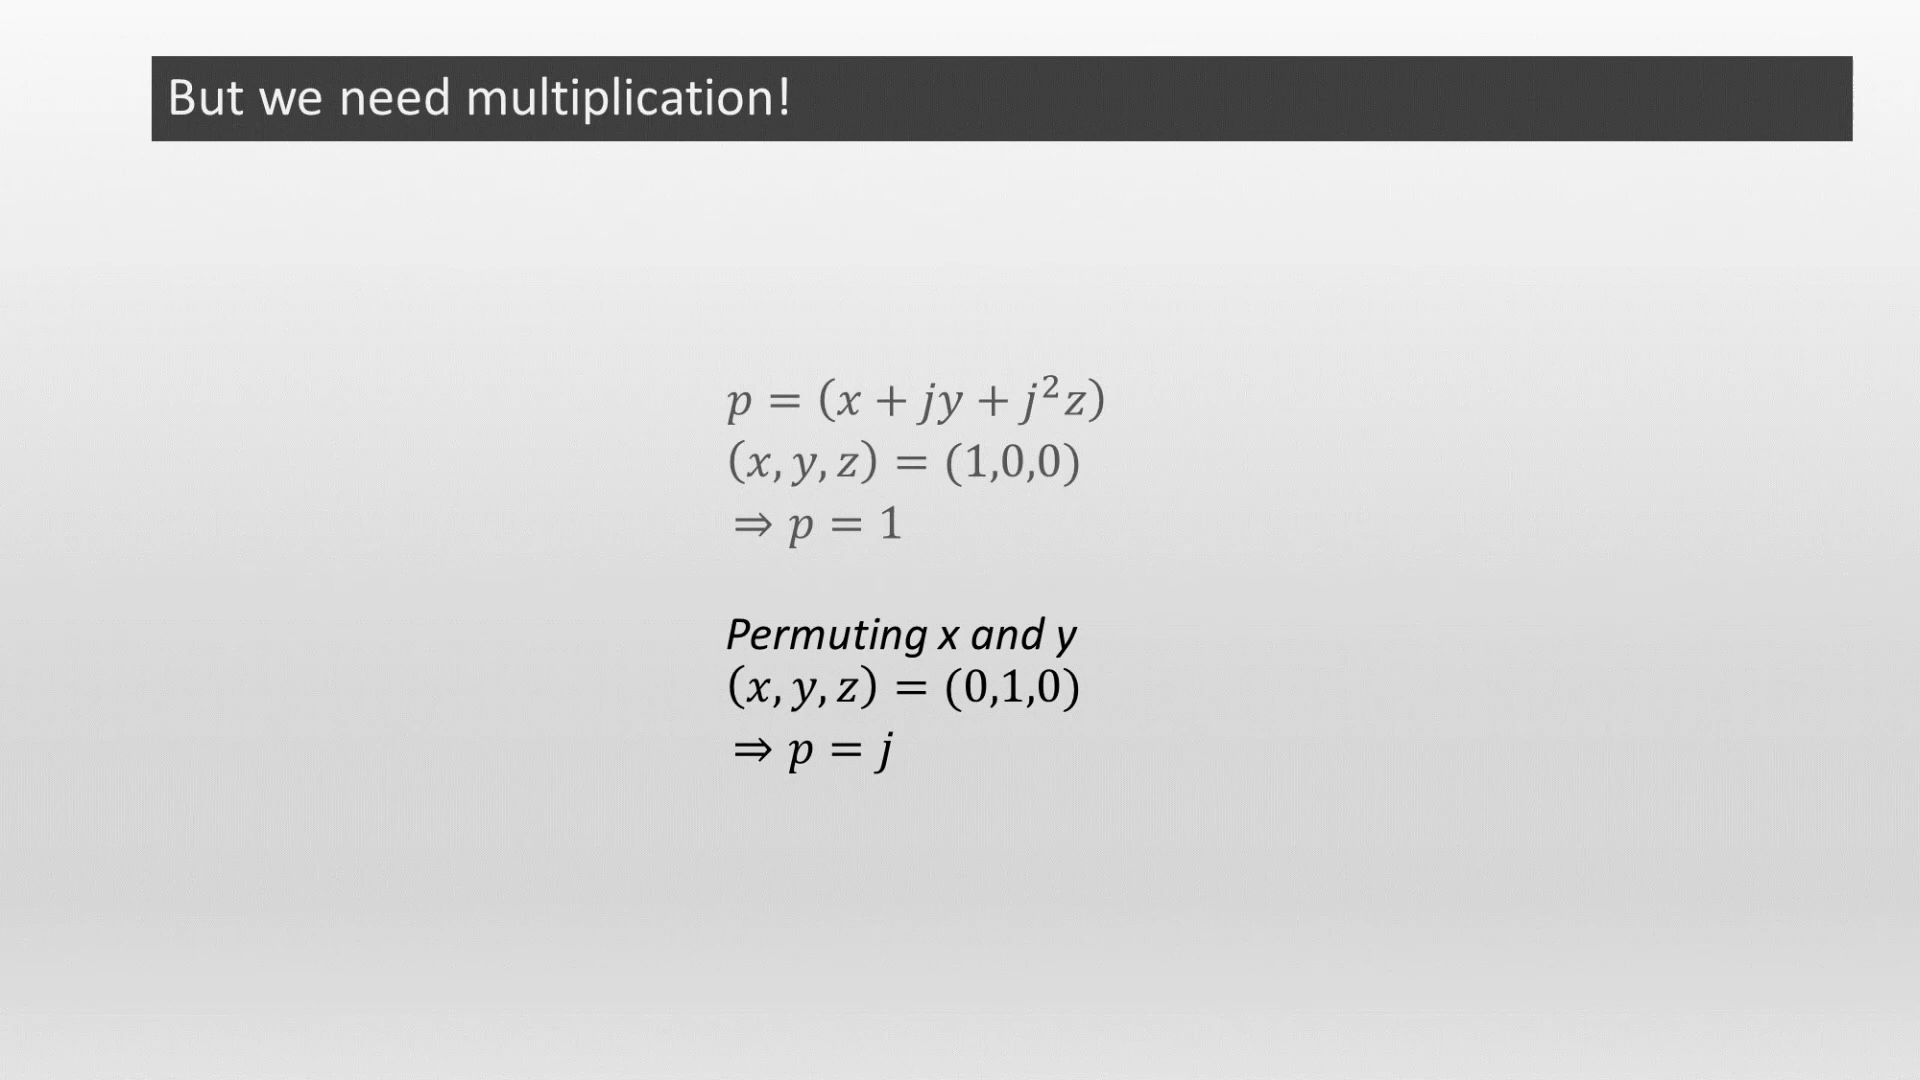 But we need multiplication!
p = (x + jy + j²z)
(x, y, z) = (1,0,0)
⇒ p = 1
Permuting x and y
(x, y, z) = (0,1,0)
⇒ p = j